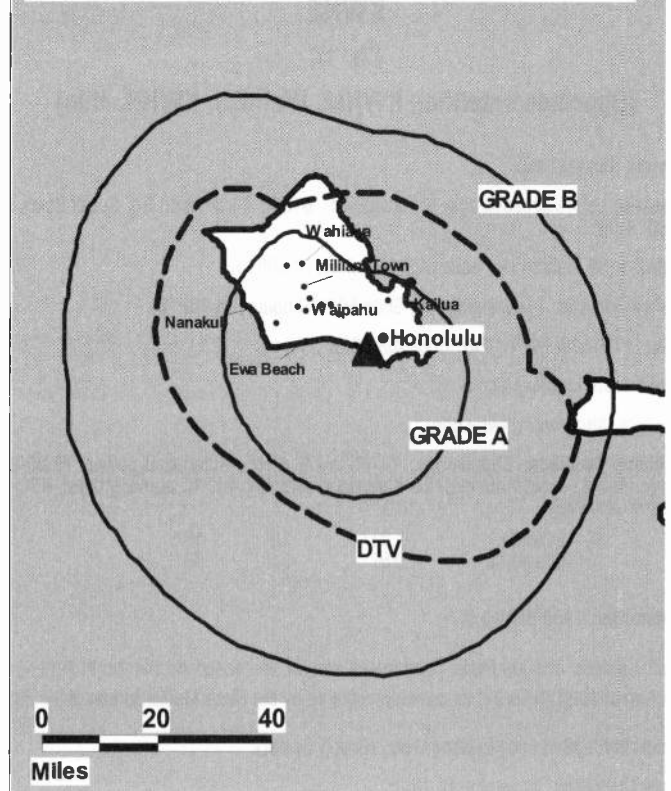 GRADE B
Wahiawa
Mililani Town
Kailua
Waipahu
Nanakuli
Honolulu
Ewa Beach
GRADE A
DTV
0 20 40
Miles